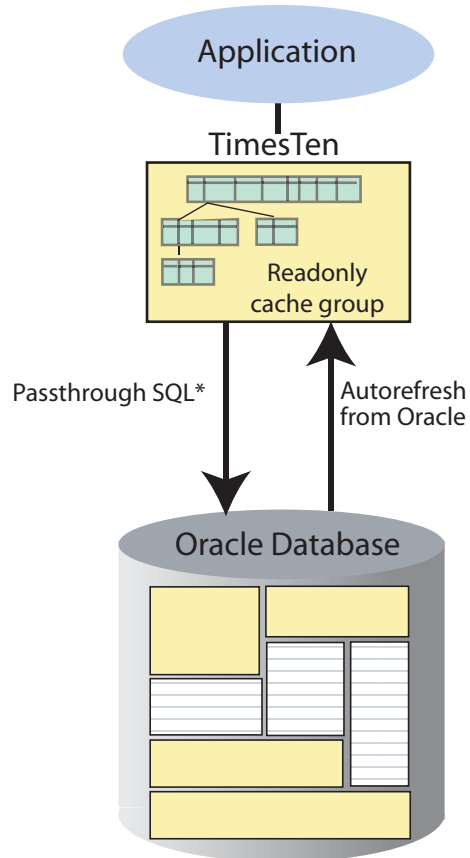 Application
TimesTen
Readonly
cache group
Passthrough SQL*
Autorefresh
from Oracle
Oracle Database